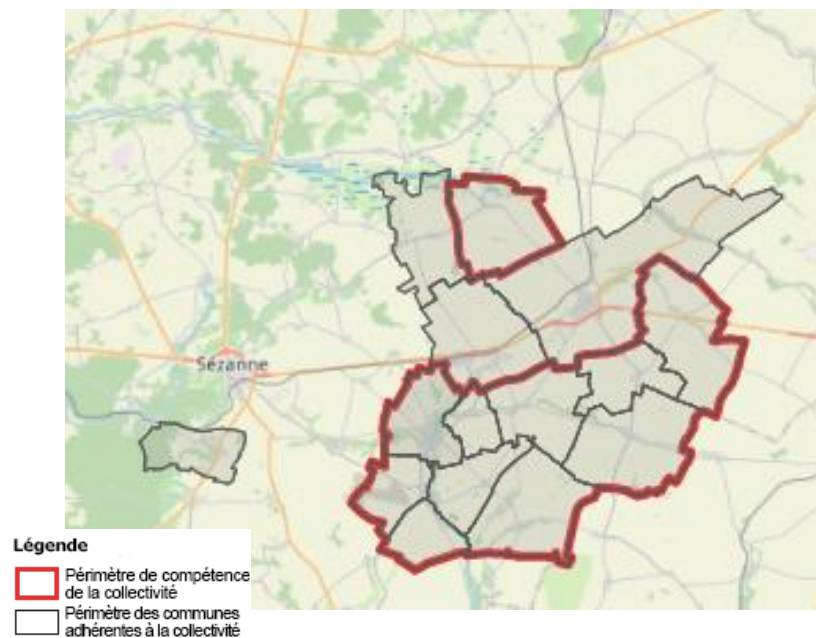 Sézanne
Légende
Périmètre de compétence
de la collectivité
Périmètre des communes
adhérentes à la collectivité